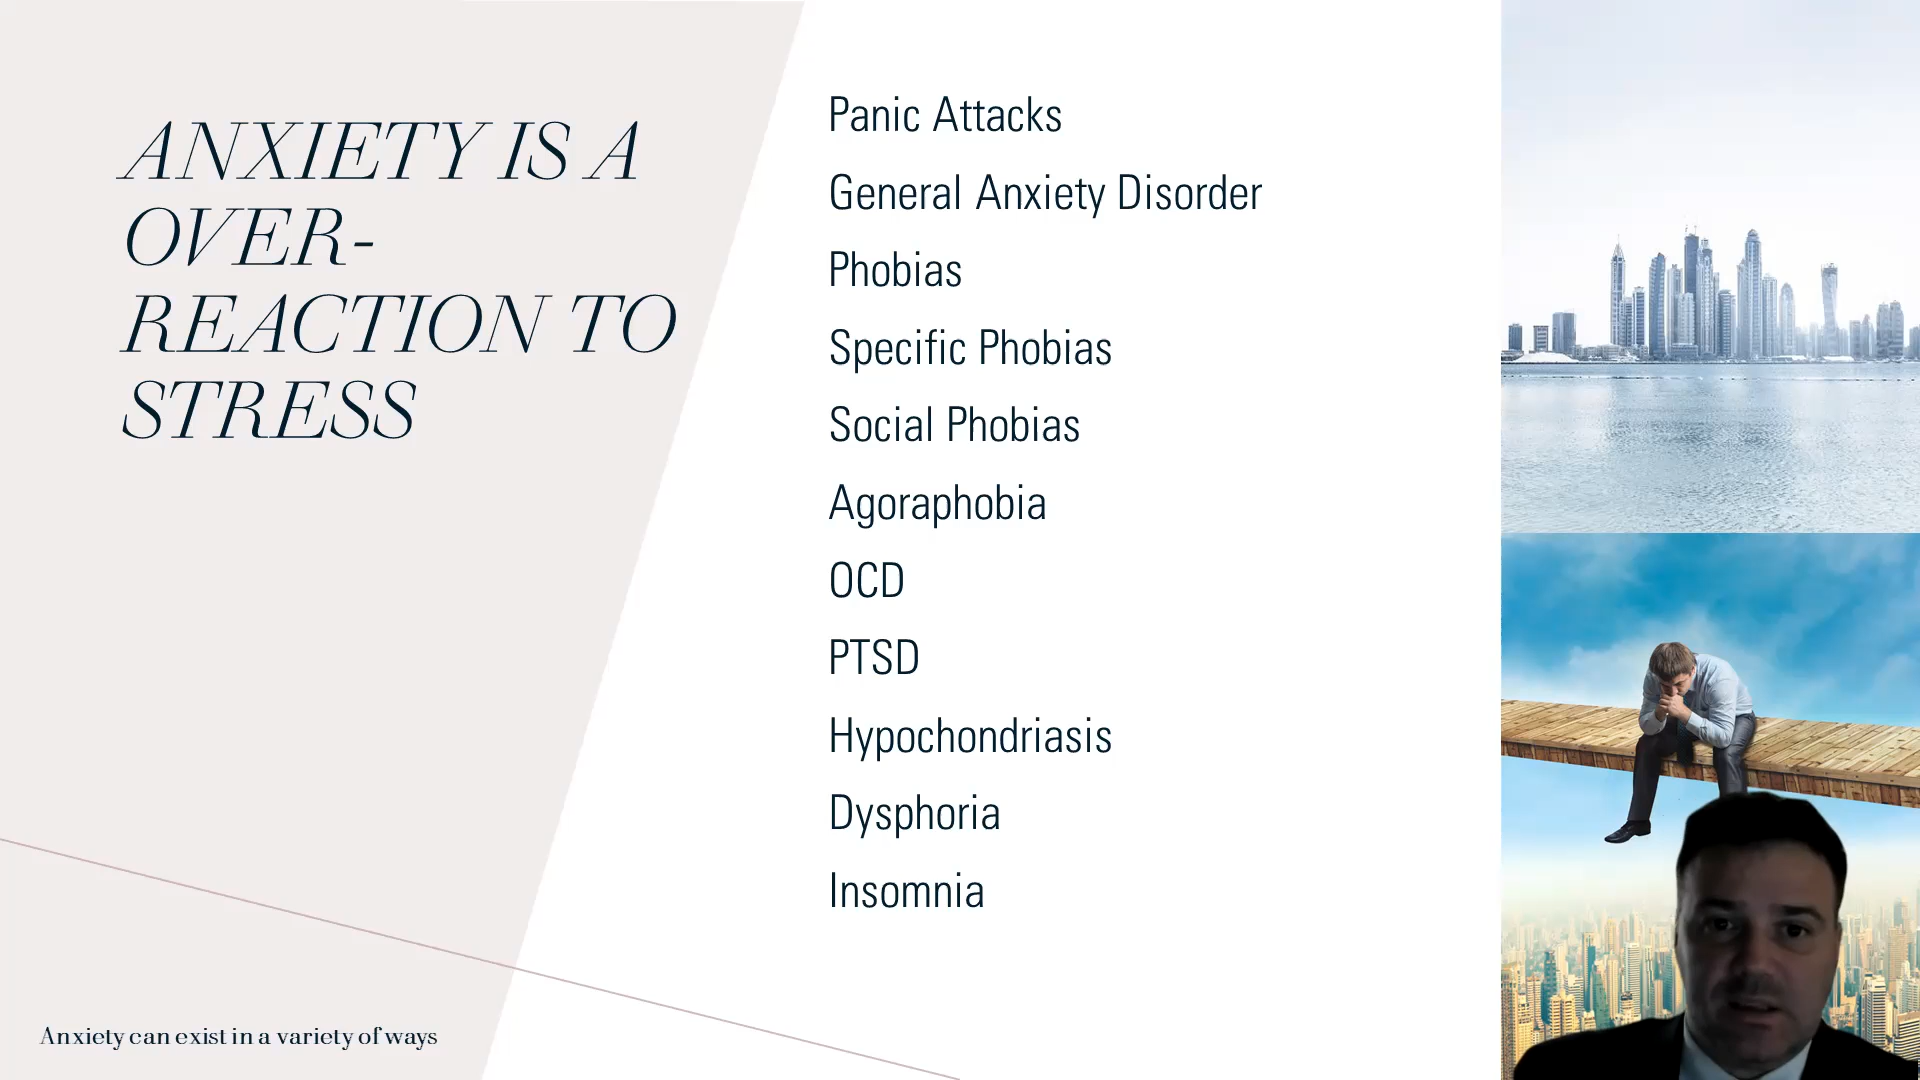 ANXIETY IS A
OVER-
REACTION TO
STRESS
Panic Attacks
General Anxiety Disorder
Phobias
Specific Phobias
Social Phobias
Agoraphobia
OCD
PTSD
Hypochondriasis
Dysphoria
Insomnia
Anxiety can exist in a variety of ways